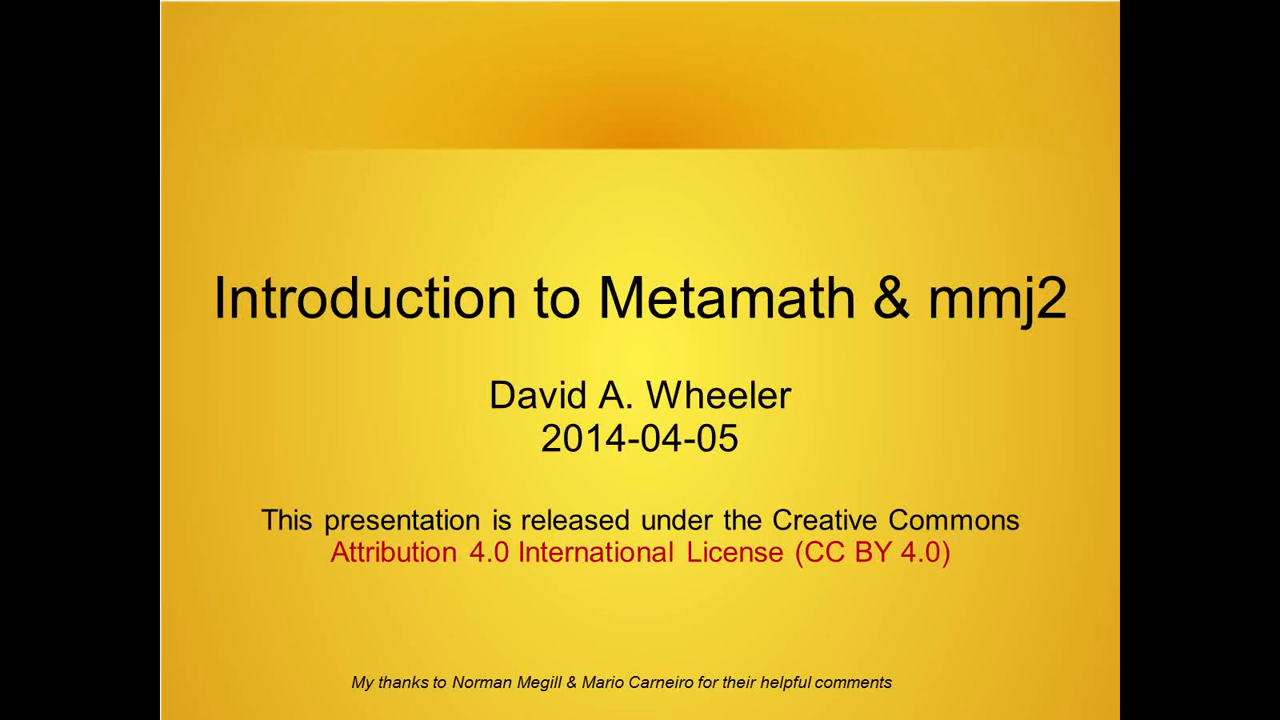 Introduction to Metamath & mmj2
David A. Wheeler
2014-04-05
This presentation is released under the Creative Commons
Attribution 4.0 International License (CC BY 4.0)
My thanks to Norman Megill & Mario Carneiro for their helpful comments